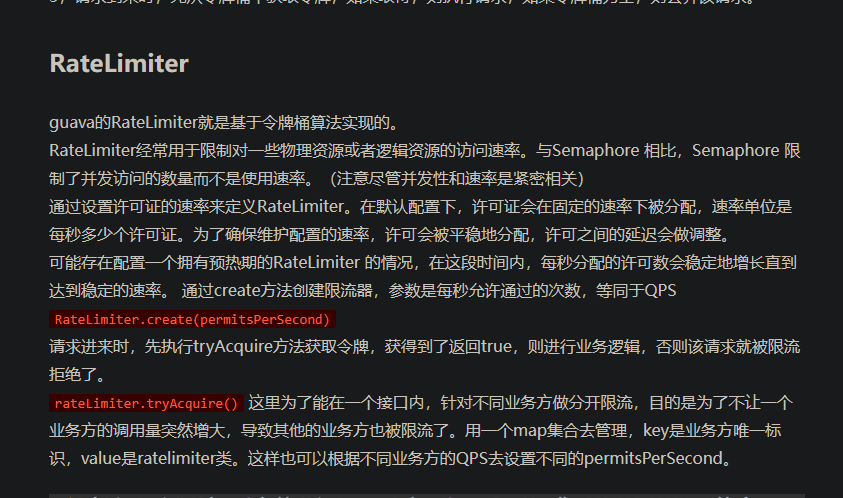 RateLimiter
guava的RateLimiter就是基于令牌桶算法实现的。
RateLimiter经常用于限制对一些物理资源或者逻辑资源的访问速率。与Semaphore 相比，Semaphore 限
制了并发访问的数量而不是使用速率。（注意尽管并发性和速率是紧密相关）
通过设置许可证的速率来定义RateLimiter。在默认配置下，许可证会在固定的速率下被分配，速率单位是
每秒多少个许可证。为了确保维护配置的速率，许可会被平稳地分配，许可之间的延迟会做调整。
可能存在配置一个拥有预热期的RateLimiter 的情况，在这段时间内，每秒分配的许可数会稳定地增长直到
达到稳定的速率。 通过create方法创建限流器，参数是每秒允许通过的次数，等同于QPS
RateLimiter.create(permitsPerSecond)
请求进来时，先执行tryAcquire方法获取令牌，获得到了返回true，则进行业务逻辑，否则该请求就被限流
拒绝了。
rateLimiter.tryAcquire() 这里为了能在一个接口内，针对不同业务方做分开限流，目的是为了不让一个
业务方的调用量突然增大，导致其他的业务方也被限流了。用一个map集合去管理，key是业务方唯一标
识，value是ratelimiter类。这样也可以根据不同业务方的QPS去设置不同的permitsPerSecond。